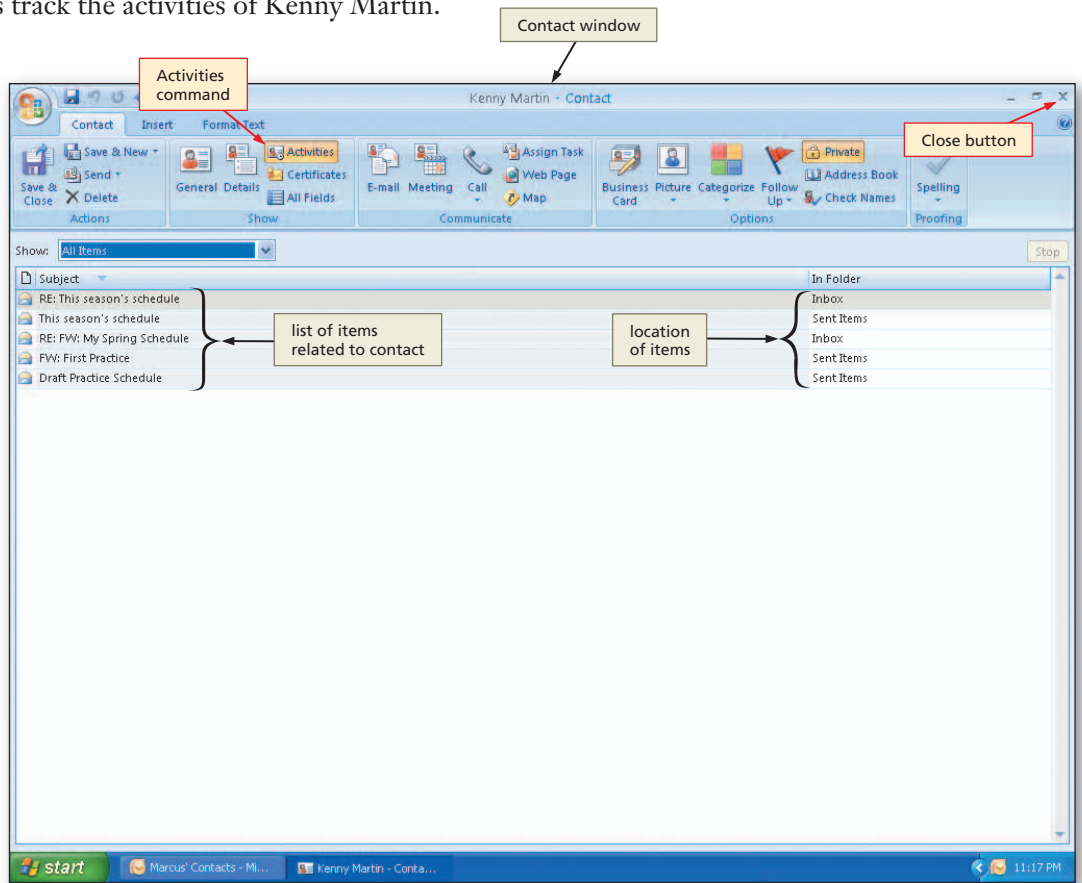 s track the activities of Kenny Martin.
Contact window
Activities
command
Kenny Martin - Contact
Contact Insert Format Text
Close button
Save &
Close
Save & New
Send
Delete
Actions
General
Details
Activities
Certificates
All Fields
Show
E-mail
Meeting
Call
Assign Task
Web Page
Map
Communicate
Business
Card
Picture
Categorize
Follow
Up
Private
Address Book
Check Names
Options
Spelling
Proofing
Show: All Items
Stop
Subject In Folder
RE: This season's schedule Inbox
This season's schedule Sent Items
RE: FW: My Spring Schedule Inbox
FW: First Practice Sent Items
Draft Practice Schedule Sent Items
list of items
related to contact
location
of items
start Marcus' Contacts - Mi... Kenny Martin - Conta... 11:17 PM